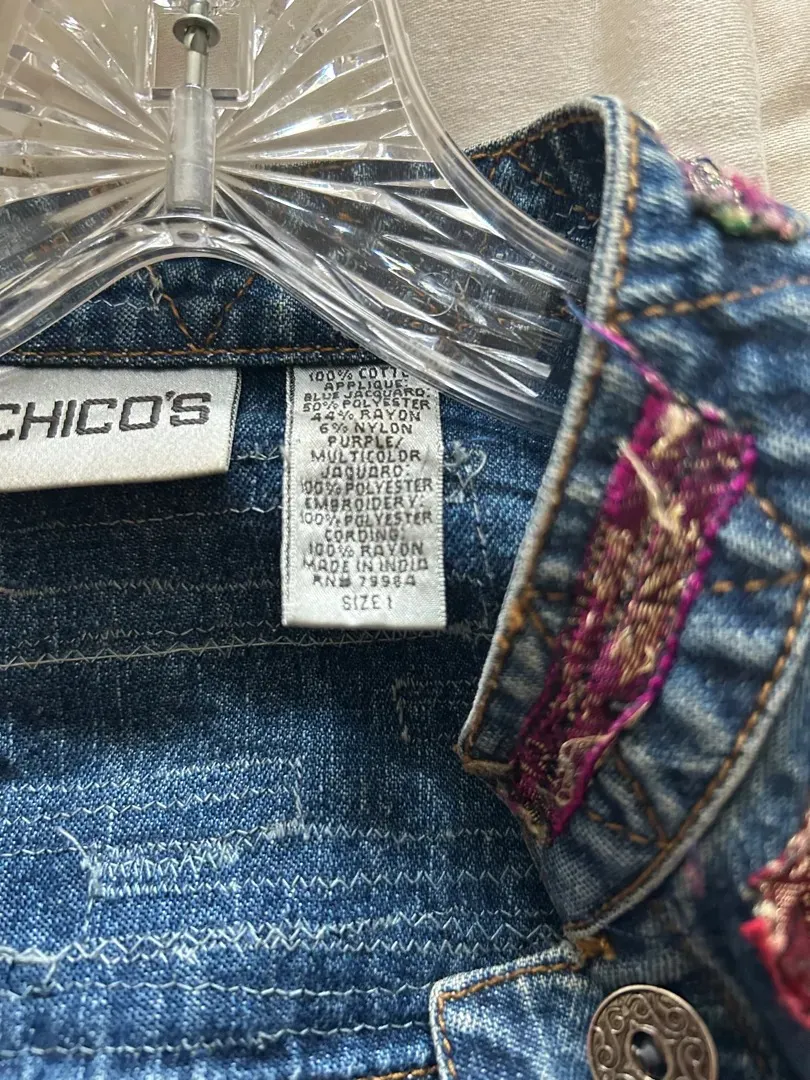 CHICO'S
100% COTT
APPLIQUE:
BLUE JACQUARD:
50% POLYESTER
44% RAYON
6% NYLON
PURPLE/
MULTICOLOR
JAQUARD:
100% POLYESTER
EMBROIDERY:
100% POLYESTER
CORDING:
100% RAYON
MADE IN INDIA
RN# 79984
SIZE 1